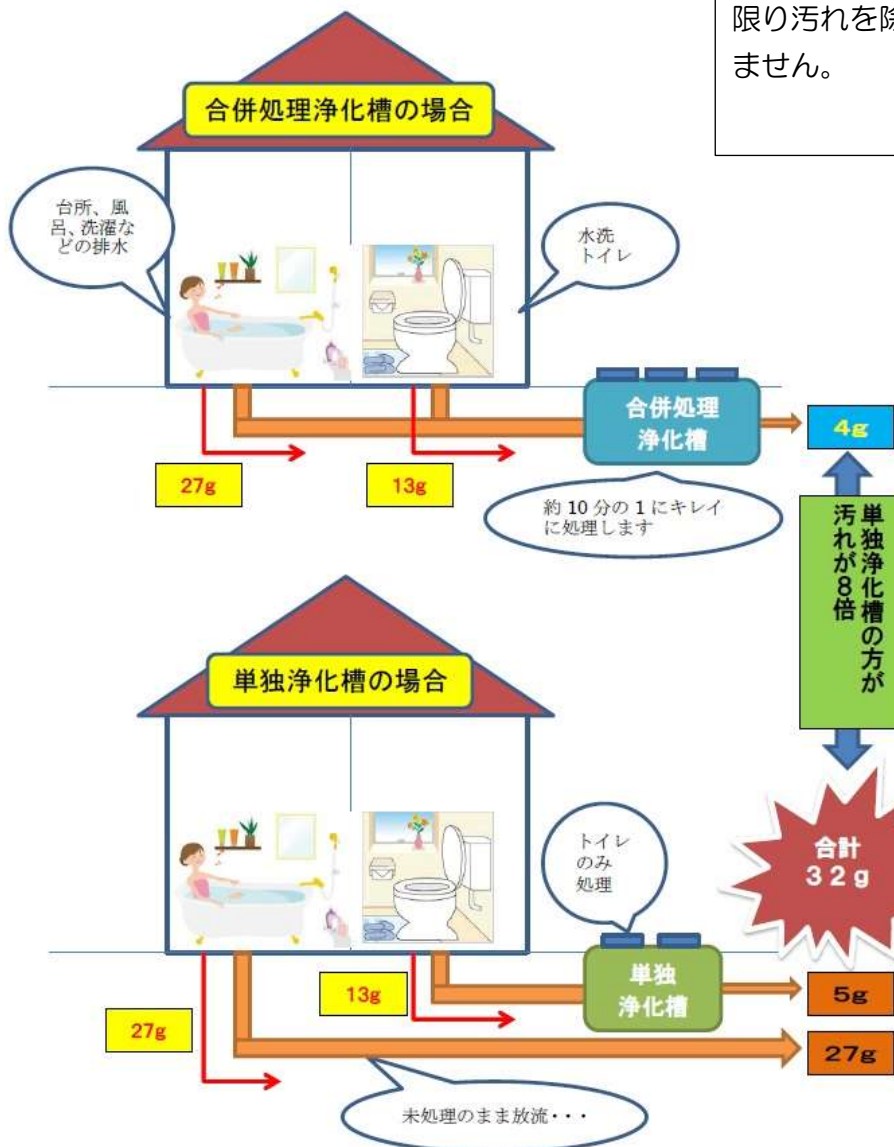 限り汚れを除
ません。
合併処理浄化槽の場合
台所、風
呂、洗濯な
どの排水
水洗
トイレ
合併処理
浄化槽
4g
27g
13g
約 10 分の 1 にキレイ
に処理します
単独浄化槽の方が
汚れが8倍
単独浄化槽の場合
トイレ
のみ
処理
合計
32g
単独
浄化槽
13g
5g
27g
27g
未処理のまま放流・・・